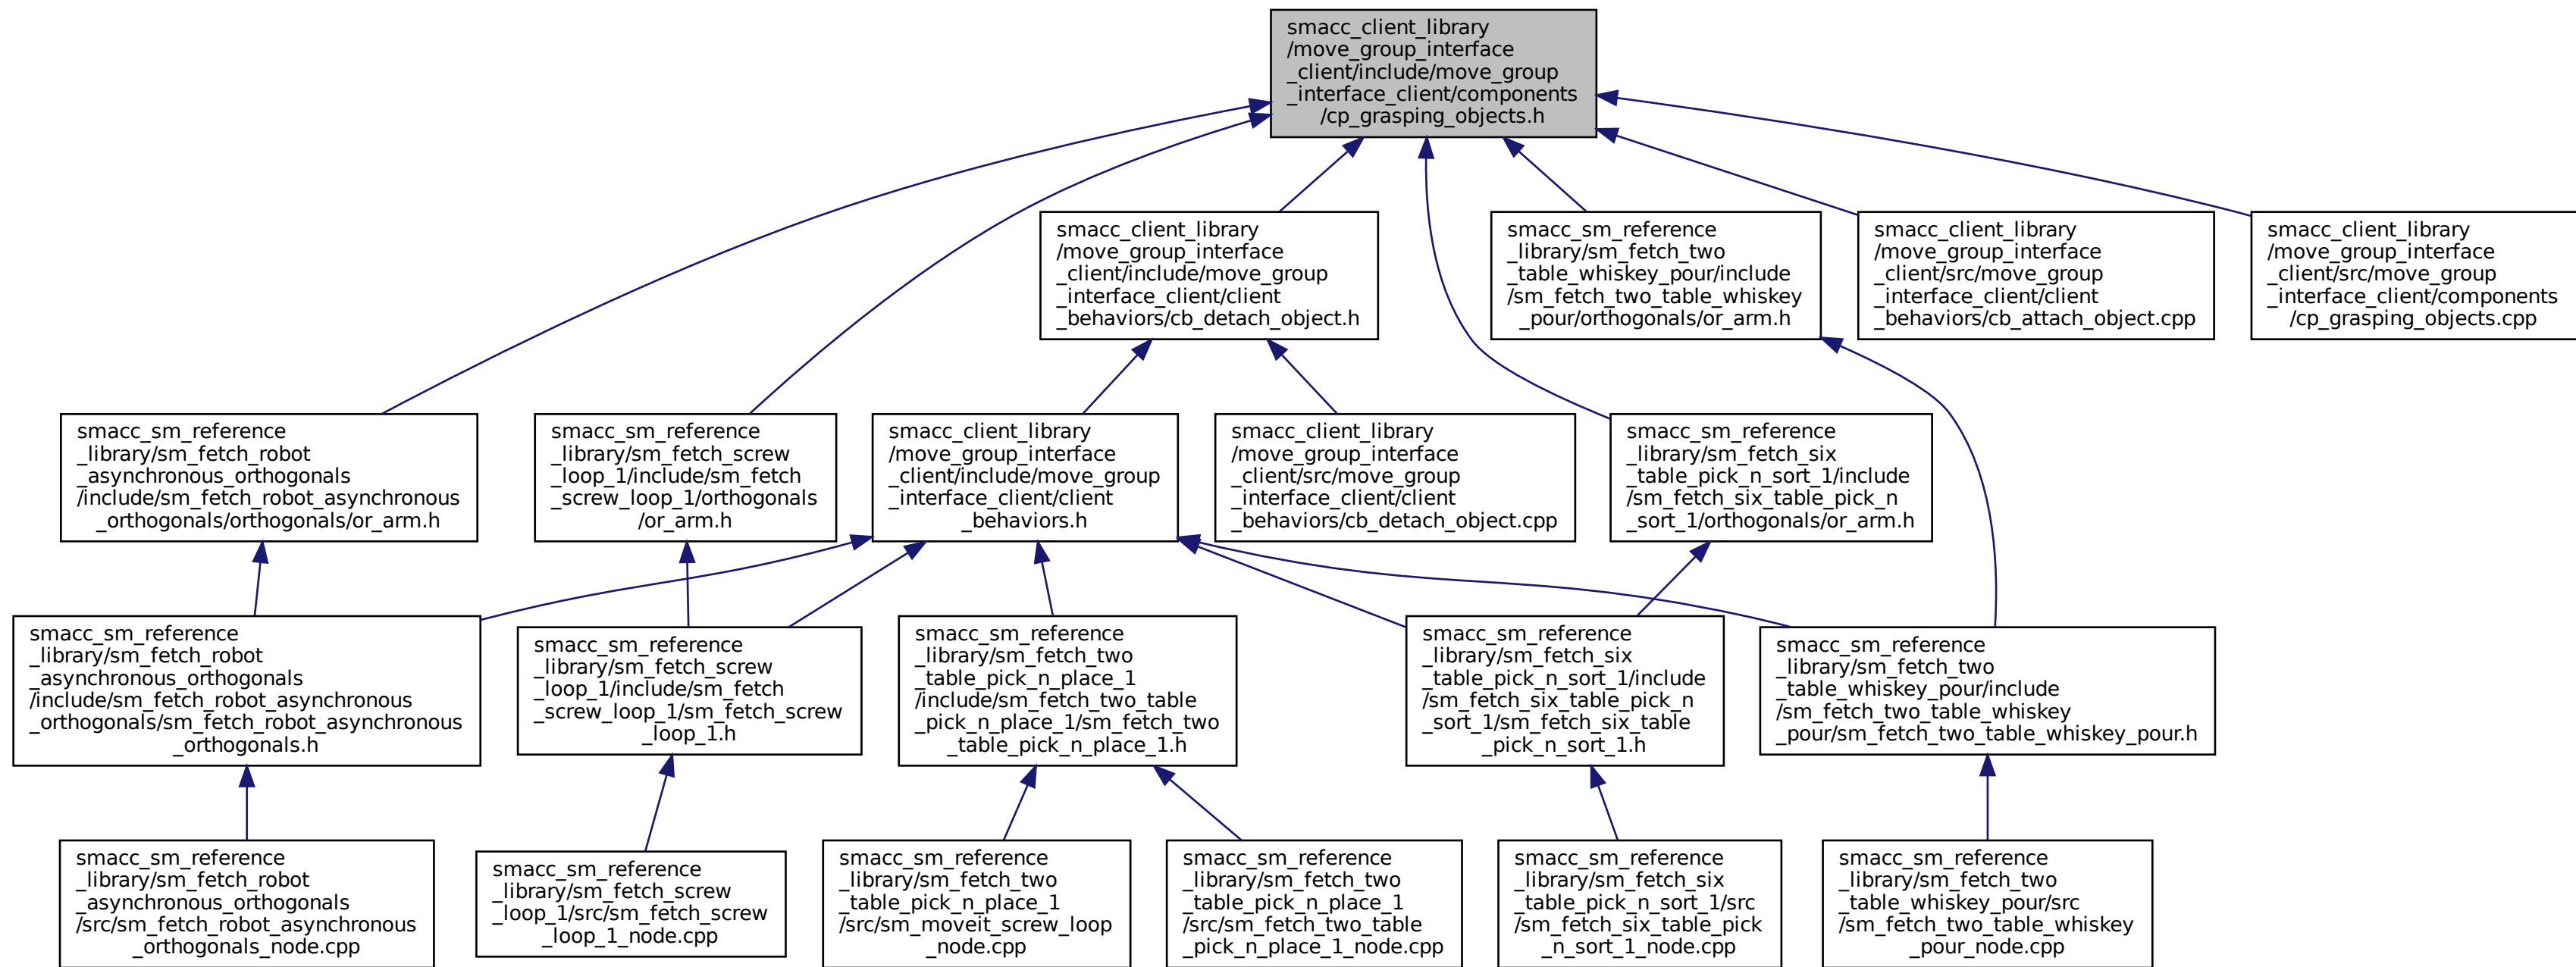 smacc_client_library
/move_group_interface
_client/include/move_group
_interface_client/components
/cp_grasping_objects.h
smacc_client_library
/move_group_interface
_client/include/move_group
_interface_client/client
_behaviors/cb_detach_object.h
smacc_sm_reference
_library/sm_fetch_two
_table_whiskey_pour/include
/sm_fetch_two_table_whiskey
_pour/orthogonals/or_arm.h
smacc_client_library
/move_group_interface
_client/src/move_group
_interface_client/client
_behaviors/cb_attach_object.cpp
smacc_client_library
/move_group_interface
_client/src/move_group
_interface_client/components
/cp_grasping_objects.cpp
smacc_sm_reference
_library/sm_fetch_robot
_asynchronous_orthogonals
/include/sm_fetch_robot_asynchronous
_orthogonals/orthogonals/or_arm.h
smacc_sm_reference
_library/sm_fetch_screw
_loop_1/include/sm_fetch
_screw_loop_1/orthogonals
/or_arm.h
smacc_client_library
/move_group_interface
_client/include/move_group
_interface_client/client
_behaviors.h
smacc_client_library
/move_group_interface
_client/src/move_group
_interface_client/client
_behaviors/cb_detach_object.cpp
smacc_sm_reference
_library/sm_fetch_six
_table_pick_n_sort_1/include
/sm_fetch_six_table_pick_n
_sort_1/orthogonals/or_arm.h
smacc_sm_reference
_library/sm_fetch_robot
_asynchronous_orthogonals
/include/sm_fetch_robot_asynchronous
_orthogonals/sm_fetch_robot_asynchronous
_orthogonals.h
smacc_sm_reference
_library/sm_fetch_screw
_loop_1/include/sm_fetch
_screw_loop_1/sm_fetch_screw
_loop_1.h
smacc_sm_reference
_library/sm_fetch_two
_table_pick_n_place_1
/include/sm_fetch_two_table
_pick_n_place_1/sm_fetch_two
_table_pick_n_place_1.h
smacc_sm_reference
_library/sm_fetch_six
_table_pick_n_sort_1/include
/sm_fetch_six_table_pick_n
_sort_1/sm_fetch_six_table
_pick_n_sort_1.h
smacc_sm_reference
_library/sm_fetch_two
_table_whiskey_pour/include
/sm_fetch_two_table_whiskey
_pour/sm_fetch_two_table_whiskey_pour.h
smacc_sm_reference
_library/sm_fetch_robot
_asynchronous_orthogonals
/src/sm_fetch_robot_asynchronous
_orthogonals_node.cpp
smacc_sm_reference
_library/sm_fetch_screw
_loop_1/src/sm_fetch_screw
_loop_1_node.cpp
smacc_sm_reference
_library/sm_fetch_two
_table_pick_n_place_1
/src/sm_moveit_screw_loop
_node.cpp
smacc_sm_reference
_library/sm_fetch_two
_table_pick_n_place_1
/src/sm_fetch_two_table
_pick_n_place_1_node.cpp
smacc_sm_reference
_library/sm_fetch_six
_table_pick_n_sort_1/src
/sm_fetch_six_table_pick
_n_sort_1_node.cpp
smacc_sm_reference
_library/sm_fetch_two
_table_whiskey_pour/src
/sm_fetch_two_table_whiskey
_pour_node.cpp